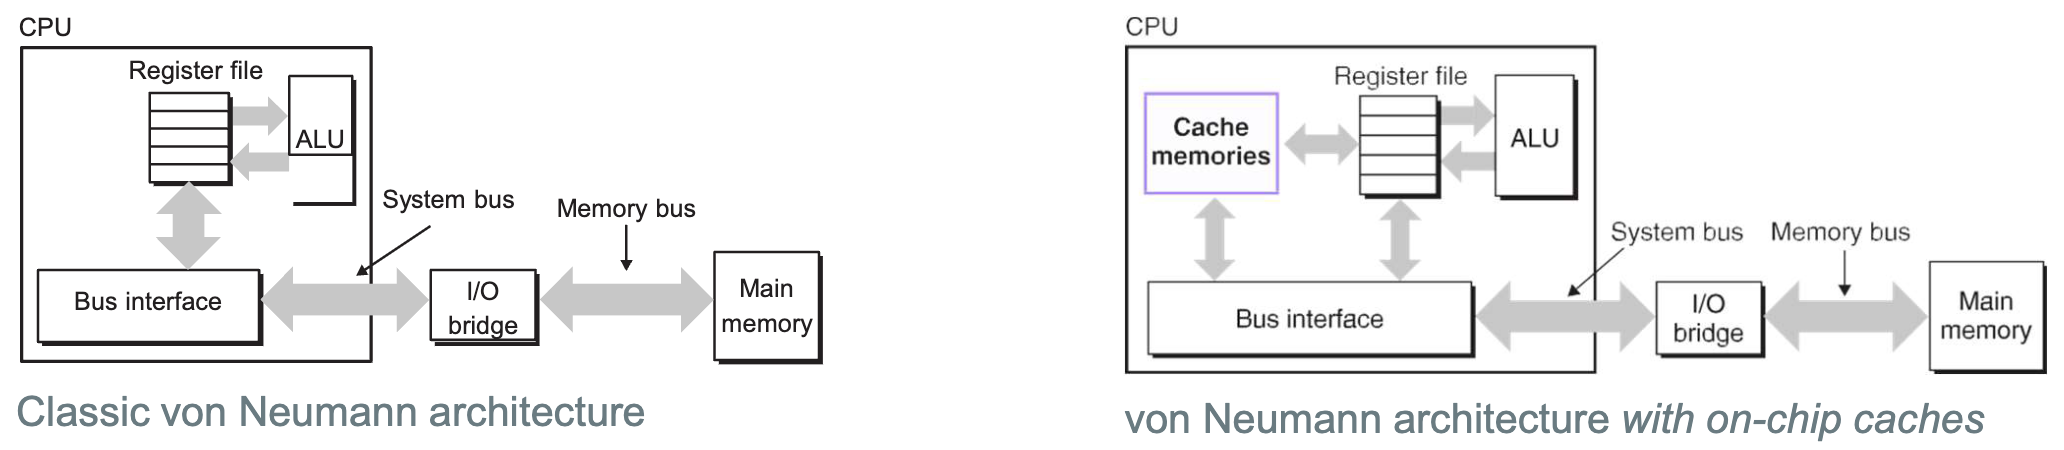 CPU
Register file
ALU
System bus
Memory bus
Bus interface
I/O
bridge
Main
memory
Classic von Neumann architecture
CPU
Register file
Cache
memories
ALU
System bus
Memory bus
Bus interface
I/O
bridge
Main
memory
von Neumann architecture with on-chip caches